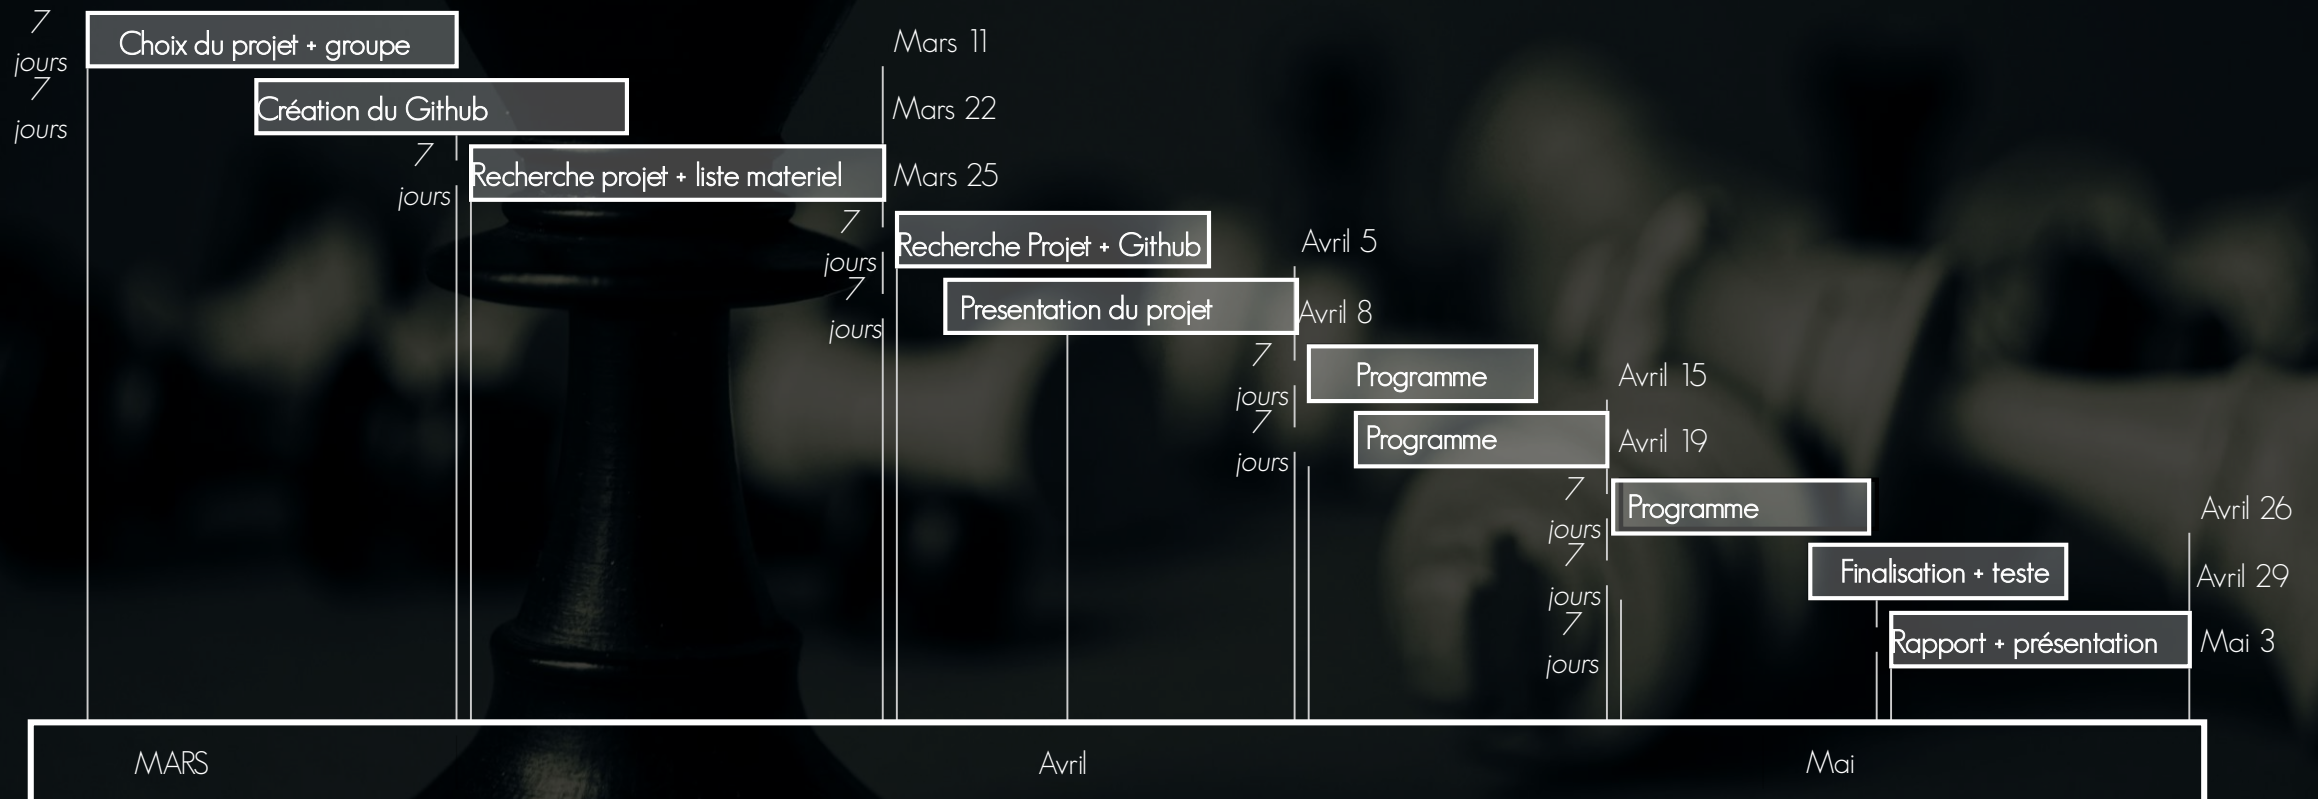 7
jours
Choix du projet + groupe
Mars 11
7
jours
Création du Github
Mars 22
7
jours
Recherche projet + liste materiel
Mars 25
7
jours
Recherche Projet + Github
Avril 5
7
jours
Presentation du projet
Avril 8
7
jours
Programme
Avril 15
7
jours
Programme
Avril 19
7
jours
Programme
Avril 26
7
jours
Finalisation + teste
Avril 29
7
jours
Rapport + présentation
Mai 3
MARS
Avril
Mai